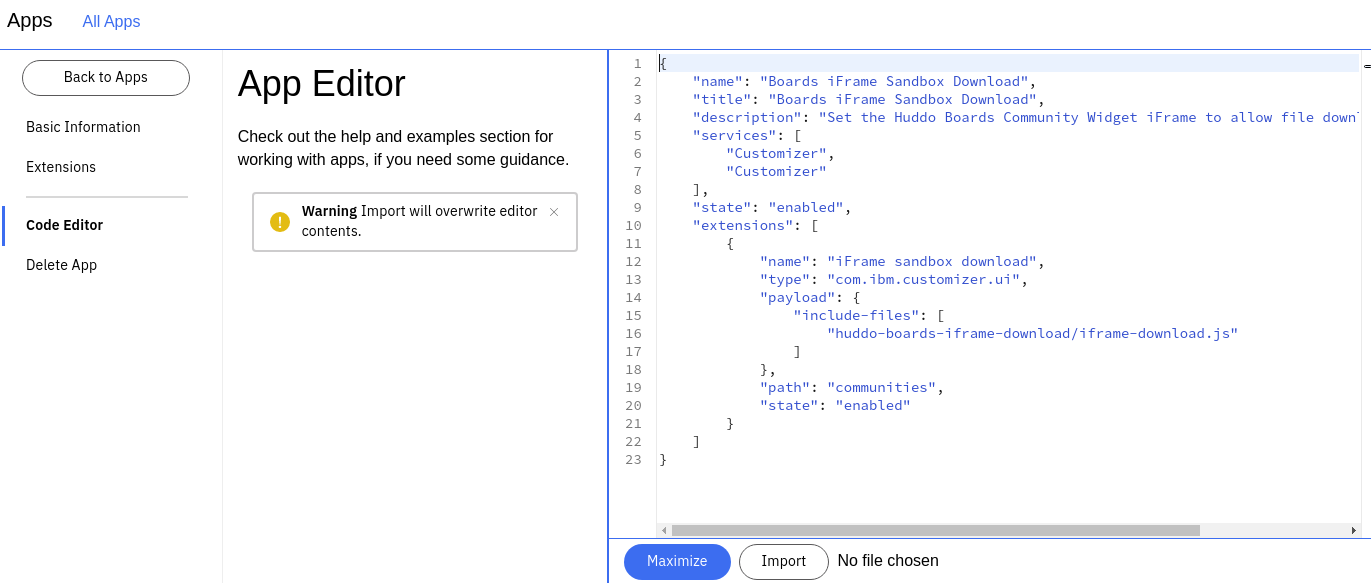 Apps All Apps
Back to Apps
Basic Information
Extensions
Code Editor
Delete App
App Editor
Check out the help and examples section for
working with apps, if you need some guidance.
Warning Import will overwrite editor
contents.
1 {
2 "name": "Boards iFrame Sandbox Download",
3 "title": "Boards iFrame Sandbox Download",
4 "description": "Set the Huddo Boards Community Widget iFrame to allow file down
5 "services": [
6 "Customizer",
7 "Customizer"
8 ],
9 "state": "enabled",
10 "extensions": [
11 {
12 "name": "iFrame sandbox download",
13 "type": "com.ibm.customizer.ui",
14 "payload": {
15 "include-files": [
16 "huddo-boards-iframe-download/iframe-download.js"
17 ]
18 },
19 "path": "communities",
20 "state": "enabled"
21 }
22 ]
23 }
Maximize Import No file chosen